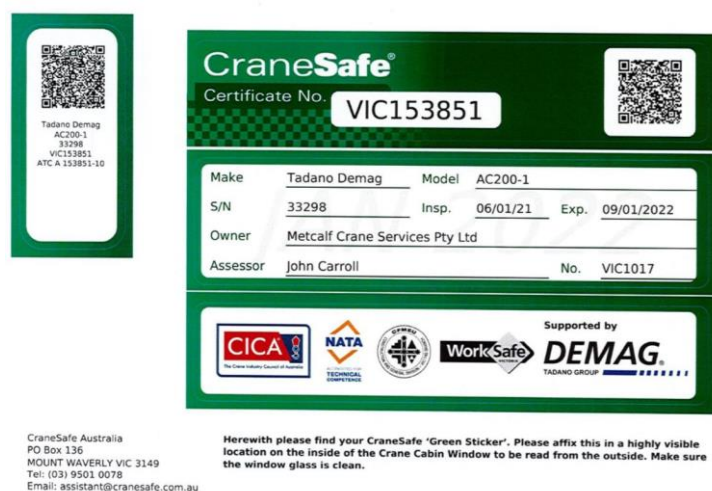 Tadano Demag
AC200-1
33298
VIC153851
ATC A 153851-10
CraneSafe®
Certificate No. VIC153851
JAN 2022
Make Tadano Demag Model AC200-1
S/N 33298 Insp. 06/01/21 Exp. 09/01/2022
Owner Metcalf Crane Services Pty Ltd
Assessor John Carroll No. VIC1017
CICA
The Crane Industry Council of Australia
NATA
ACCREDITED FOR
TECHNICAL
COMPETENCE
WorkSafe
VICTORIA
Supported by
DEMAG®
TADANO GROUP
CraneSafe Australia
PO Box 136
MOUNT WAVERLY VIC 3149
Tel: (03) 9501 0078
Email: assistant@cranesafe.com.au
Herewith please find your CraneSafe ‘Green Sticker’. Please affix this in a highly visible
location on the inside of the Crane Cabin Window to be read from the outside. Make sure
the window glass is clean.